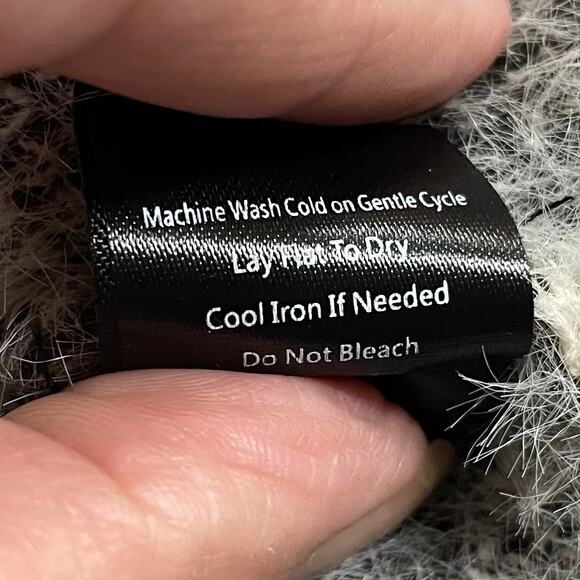 Machine Wash Cold on Gentle Cycle
Lay Flat To Dry
Cool Iron If Needed
Do Not Bleach